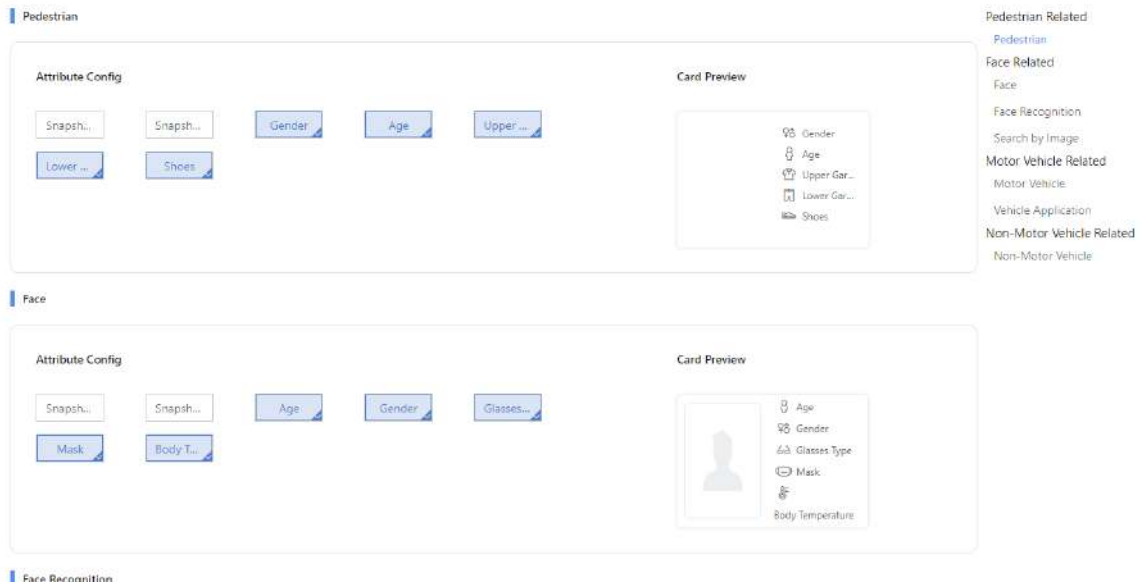 Pedestrian
Attribute Config
Snapsh...
Snapsh...
Gender
Age
Upper ...
Lower ...
Shoes
Card Preview
Gender
Age
Upper Gar...
Lower Gar...
Shoes
Face
Attribute Config
Snapsh...
Snapsh...
Age
Gender
Glasses...
Mask
Body T...
Card Preview
Age
Gender
Glasses Type
Mask
Body Temperature
Face Recognition
Pedestrian Related
Pedestrian
Face Related
Face
Face Recognition
Search by Image
Motor Vehicle Related
Motor Vehicle
Vehicle Application
Non-Motor Vehicle Related
Non-Motor Vehicle